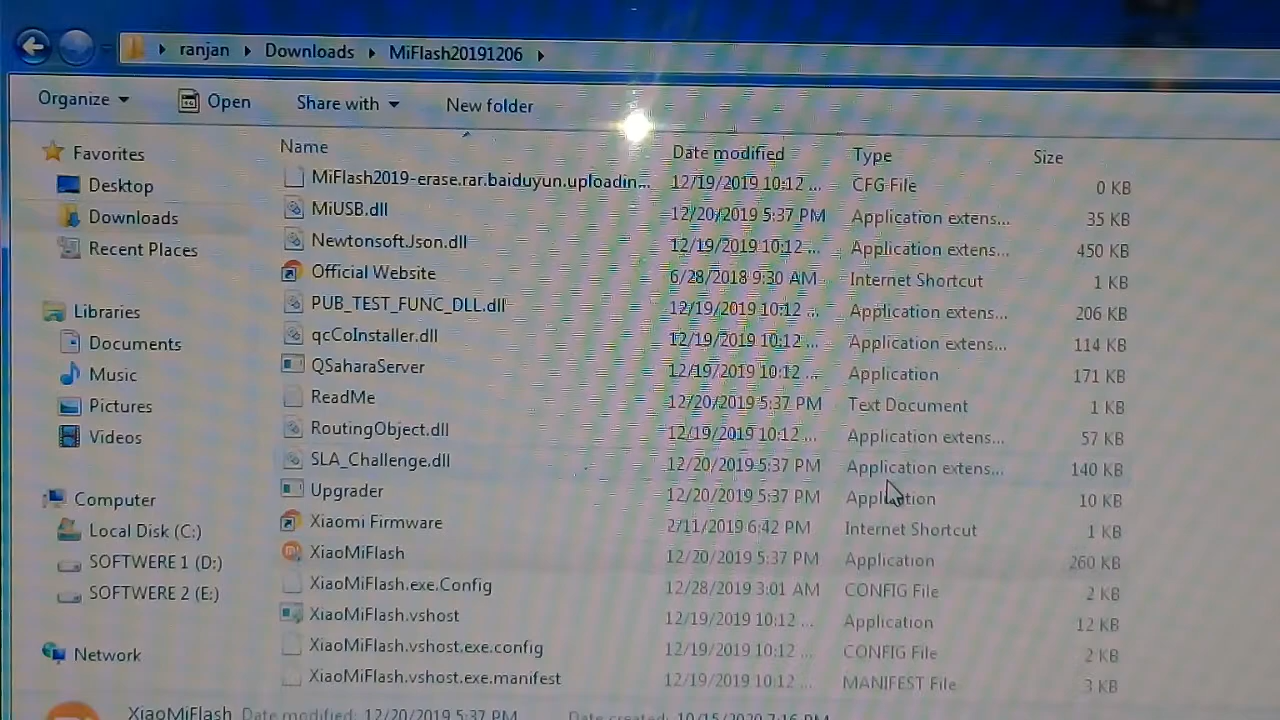 ranjan Downloads MiFlash20191206
Organize Open Share with New folder
Favorites
Desktop
Downloads
Recent Places
Libraries
Documents
Music
Pictures
Videos
Computer
Local Disk (C:)
SOFTWERE 1 (D:)
SOFTWERE 2 (E:)
Network
Name Date modified Type Size
MiFlash2019-erase.rar.baiduyun.uploadin... 12/19/2019 10:12 ... CFG File 0 KB
MiUSB.dll 12/20/2019 5:37 PM Application extens... 35 KB
Newtonsoft.Json.dll 12/19/2019 10:12 ... Application extens... 450 KB
Official Website 6/28/2018 9:30 AM Internet Shortcut 1 KB
PUB_TEST_FUNC_DLL.dll 12/19/2019 10:12 ... Application extens... 206 KB
qcCoInstaller.dll 12/19/2019 10:12 ... Application extens... 114 KB
QSaharaServer 12/19/2019 10:12 ... Application 171 KB
ReadMe 12/20/2019 5:37 PM Text Document 1 KB
RoutingObject.dll 12/19/2019 10:12 ... Application extens... 57 KB
SLA_Challenge.dll 12/20/2019 5:37 PM Application extens... 140 KB
Upgrader 12/20/2019 5:37 PM Application 10 KB
Xiaomi Firmware 2/11/2019 6:42 PM Internet Shortcut 1 KB
XiaoMiFlash 12/20/2019 5:37 PM Application 260 KB
XiaoMiFlash.exe.Config 12/28/2019 3:01 AM CONFIG File 2 KB
XiaoMiFlash.vshost 12/19/2019 10:12 ... Application 12 KB
XiaoMiFlash.vshost.exe.config 12/19/2019 10:12 ... CONFIG File 2 KB
XiaoMiFlash.vshost.exe.manifest 12/19/2019 10:12 ... MANIFEST File 3 KB
XiaoMiFlash Date modified: 12/20/2019 5:37 PM Date created: 10/15/2020 7:16 PM